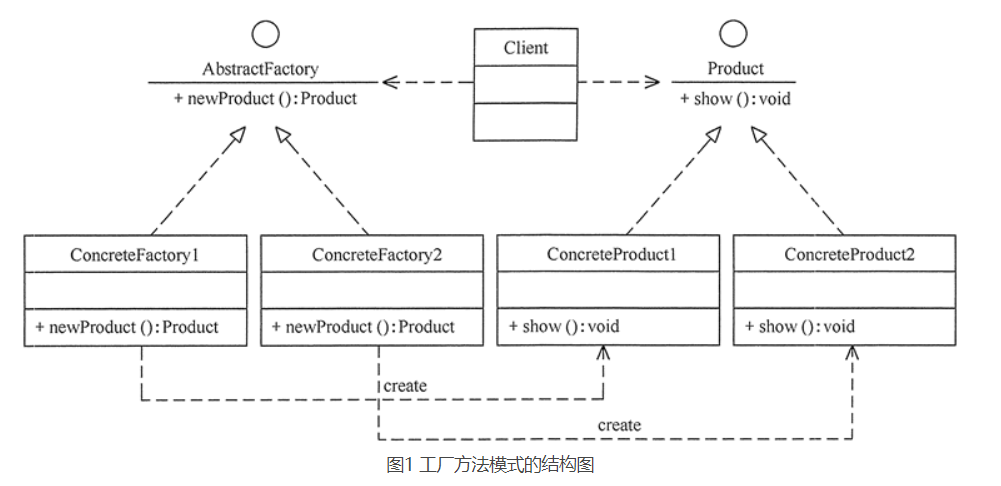 Client
AbstractFactory
Product
+ newProduct (): Product
+ show (): void
ConcreteFactory1
ConcreteFactory2
ConcreteProduct1
ConcreteProduct2
+ newProduct (): Product
+ newProduct (): Product
+ show (): void
+ show (): void
create
create
图1 工厂方法模式的结构图